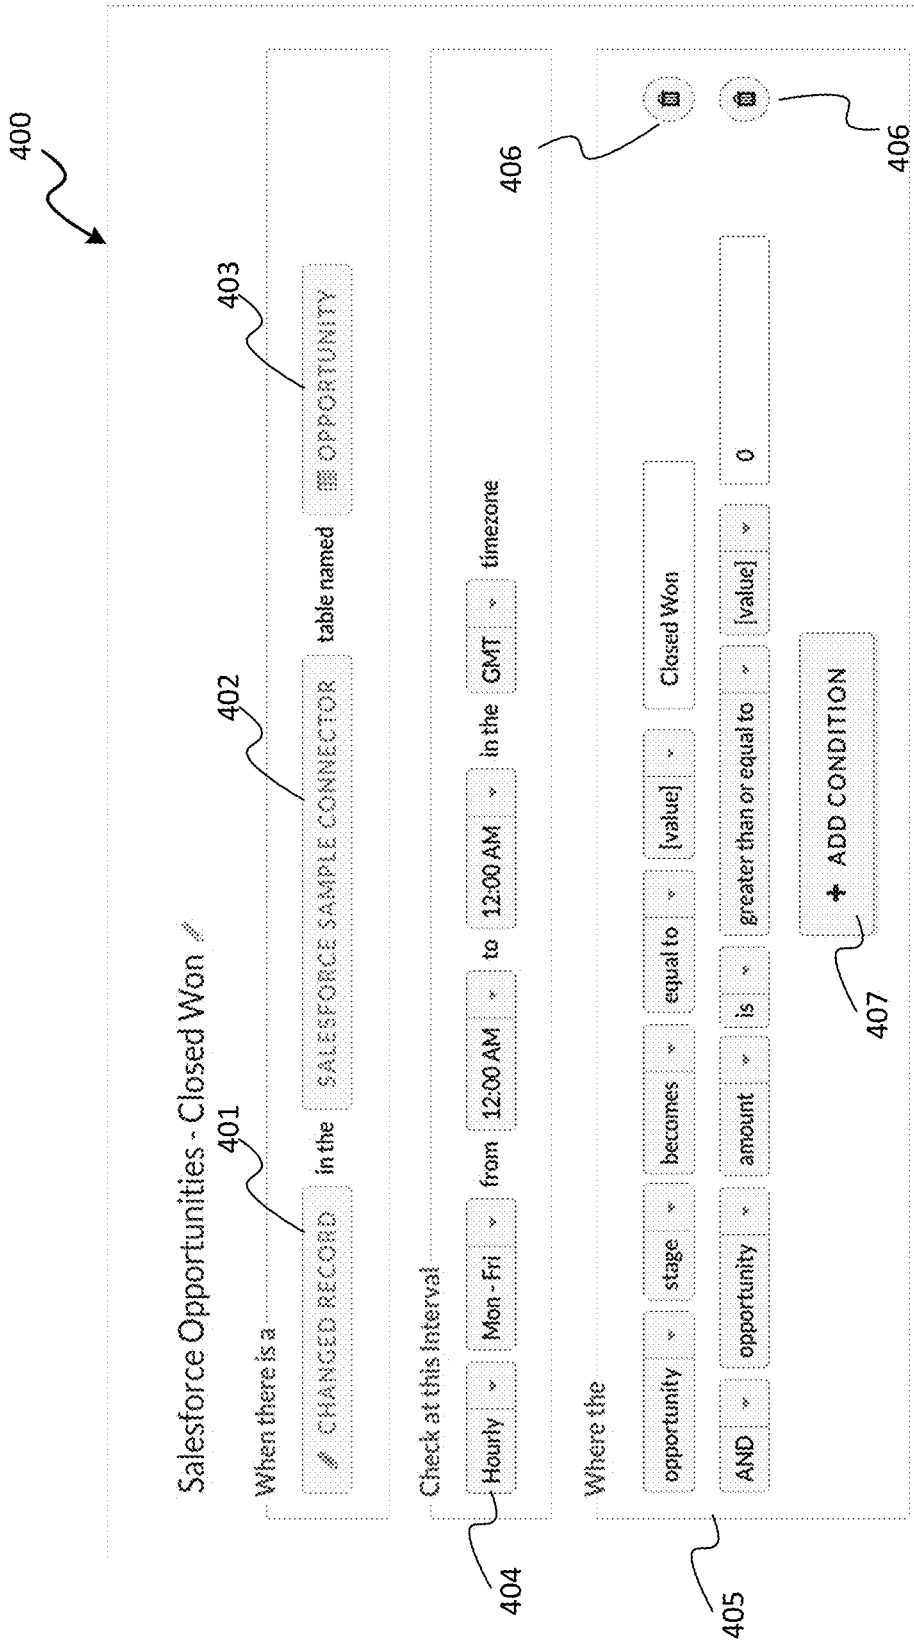 400
Salesforce Opportunities - Closed Won
401
402
403
When there is a
CHANGED RECORD in the SALESFORCE SAMPLE CONNECTOR table named OPPORTUNITY
Check at this Interval
404
Hourly Mon - Fri from 12:00 AM to 12:00 AM in the GMT timezone
406
Where the
405
opportunity stage becomes equal to [value] Closed Won
AND opportunity amount is greater than or equal to [value] 0
+ ADD CONDITION
407
406